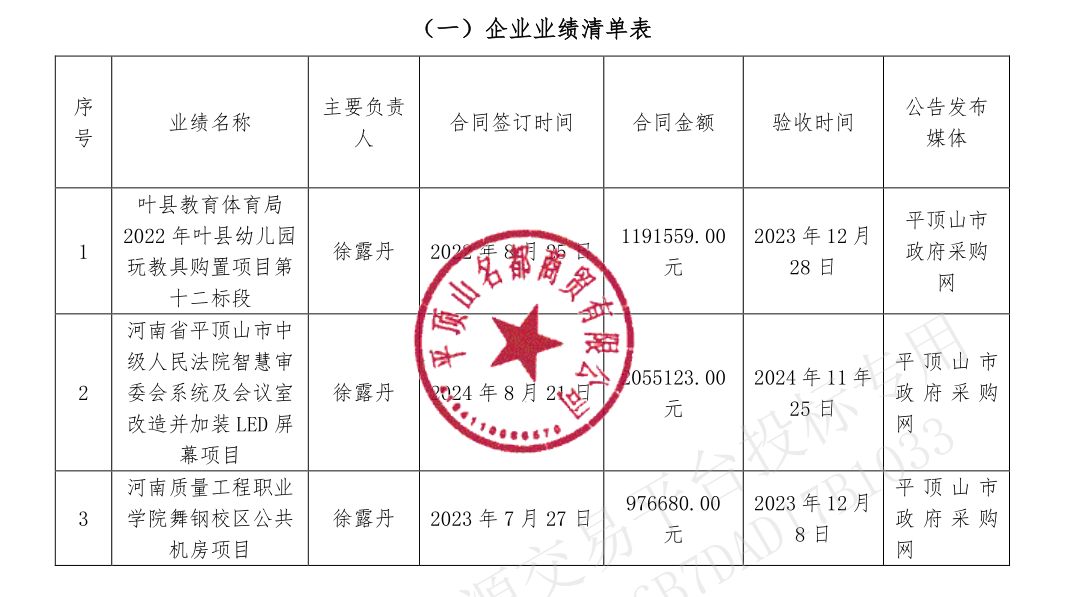 （一）企业业绩清单表
序号 业绩名称 主要负责人 合同签订时间 合同金额 验收时间 公告发布媒体
1
叶县教育体育局
2022年叶县幼儿园
玩教具购置项目第
十二标段
徐露丹
2022年8月25日
1191559.00
元
2023年12月
28日
平顶山市
政府采购
网
2
河南省平顶山市中
级人民法院智慧审
委会系统及会议室
改造并加装LED屏
幕项目
徐露丹
2024年8月21日
2055123.00
元
2024年11年
25日
平顶山市
政府采购
网
3
河南质量工程职业
学院舞钢校区公共
机房项目
徐露丹
2023年7月27日
976680.00
元
2023年12月
8日
平顶山市
政府采购
网
平顶山名都商贸有限公司
源交易平台投标专用
6B7DAD17B1033